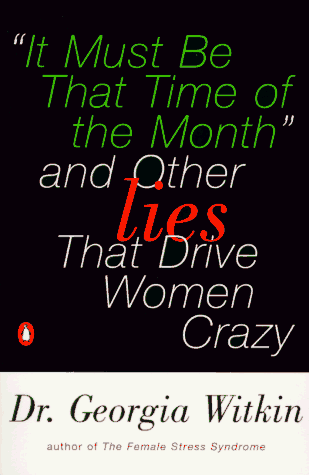 "It Must Be
That Time of
the Month"
and Other
lies
That Drive
Women
Crazy
Dr. Georgia Witkin
author of The Female Stress Syndrome